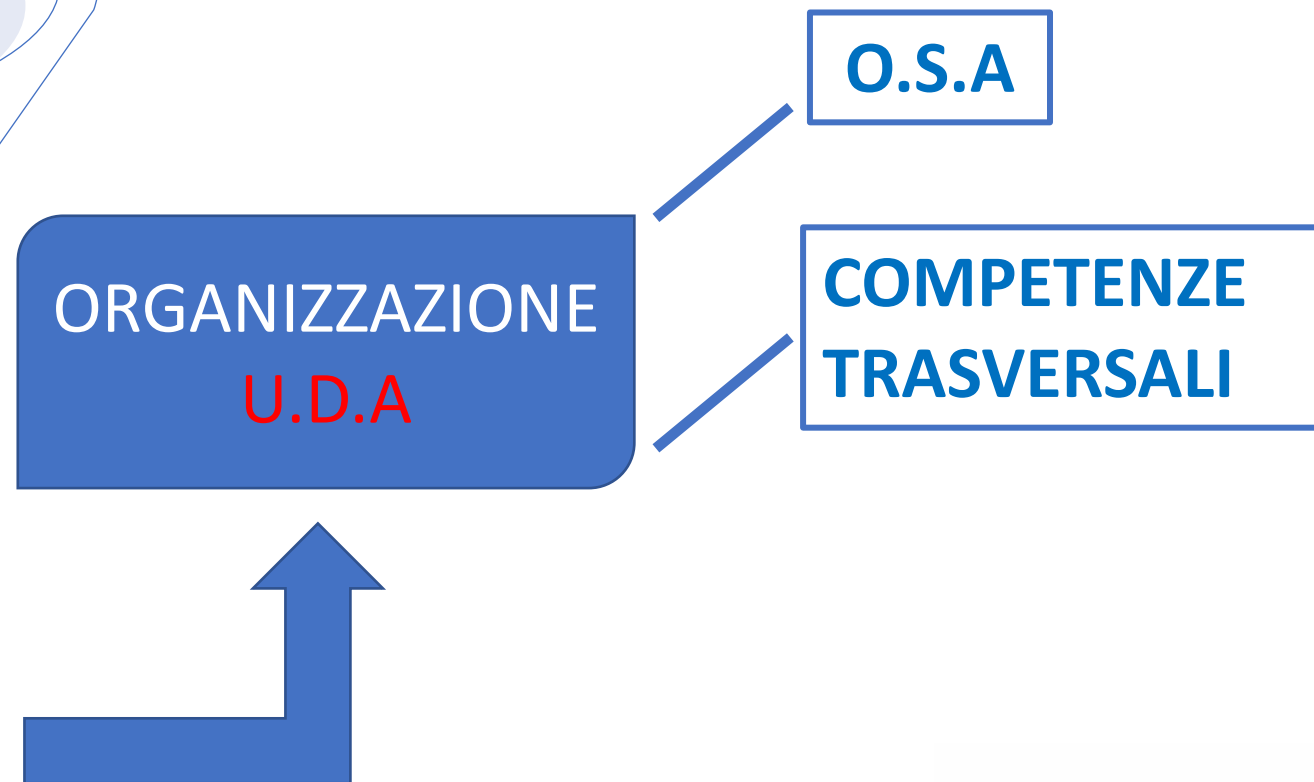 O.S.A
ORGANIZZAZIONE
U.D.A
COMPETENZE
TRASVERSALI